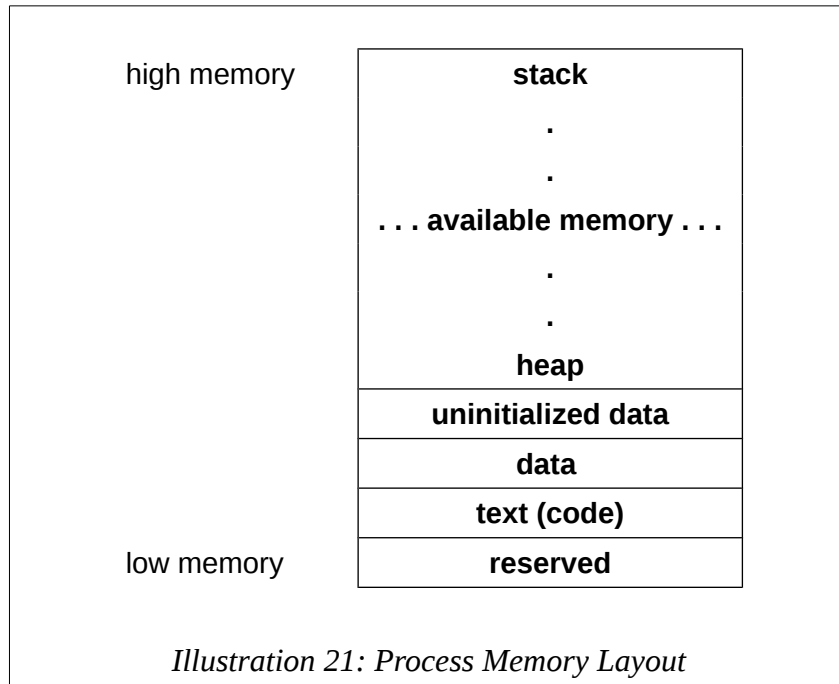 high memory
stack
.
.
. . . available memory . . .
.
.
heap
uninitialized data
data
text (code)
low memory
reserved
Illustration 21: Process Memory Layout